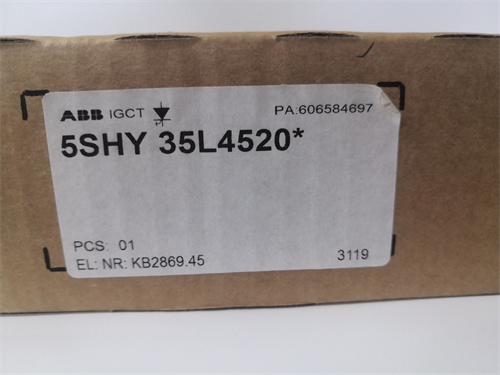 ABB IGCT PA:606584697
5SHY 35L4520*
PCS: 01
EL: NR: KB2869.45 3119